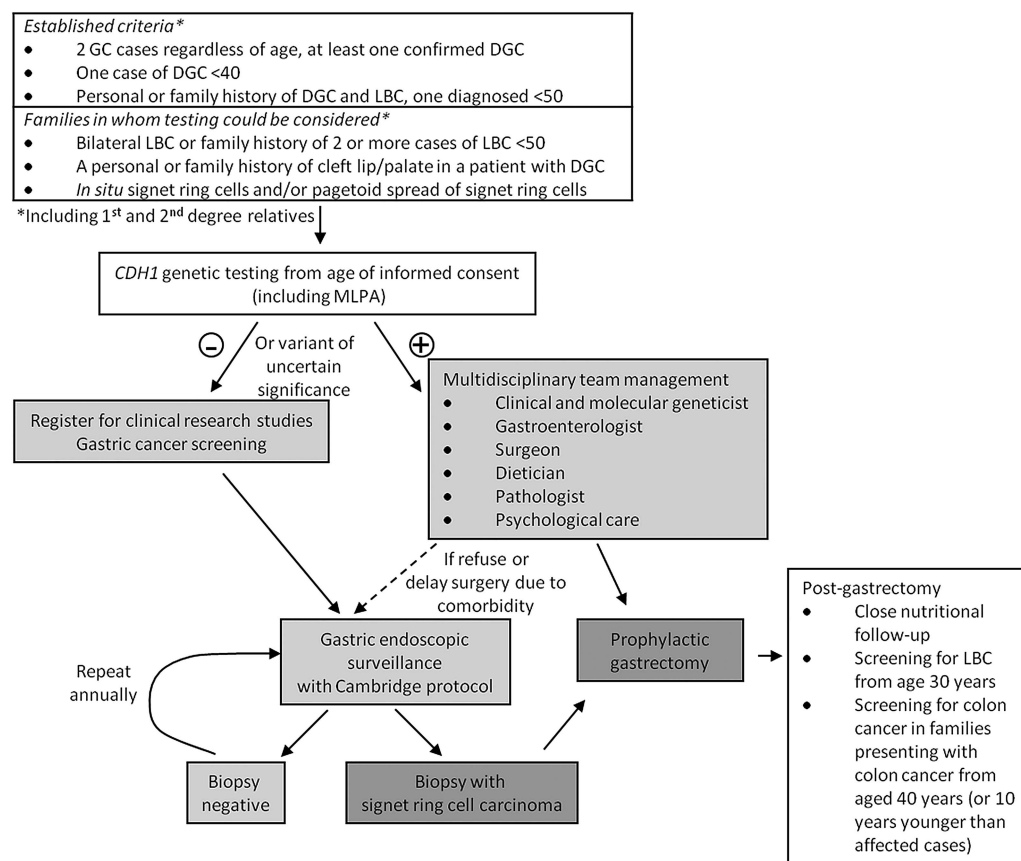 Established criteria*
● 2 GC cases regardless of age, at least one confirmed DGC
● One case of DGC <40
● Personal or family history of DGC and LBC, one diagnosed <50
Families in whom testing could be considered*
● Bilateral LBC or family history of 2 or more cases of LBC <50
● A personal or family history of cleft lip/palate in a patient with DGC
● In situ signet ring cells and/or pagetoid spread of signet ring cells
*Including 1st and 2nd degree relatives
CDH1 genetic testing from age of informed consent
(including MLPA)
-
Or variant of
uncertain
significance
+
Register for clinical research studies
Gastric cancer screening
Multidisciplinary team management
● Clinical and molecular geneticist
● Gastroenterologist
● Surgeon
● Dietician
● Pathologist
● Psychological care
If refuse or
delay surgery due to
comorbidity
Gastric endoscopic
surveillance
with Cambridge protocol
Prophylactic
gastrectomy
Repeat
annually
Biopsy
negative
Biopsy with
signet ring cell carcinoma
Post-gastrectomy
● Close nutritional
follow-up
● Screening for LBC
from age 30 years
● Screening for colon
cancer in families
presenting with
colon cancer from
aged 40 years (or 10
years younger than
affected cases)